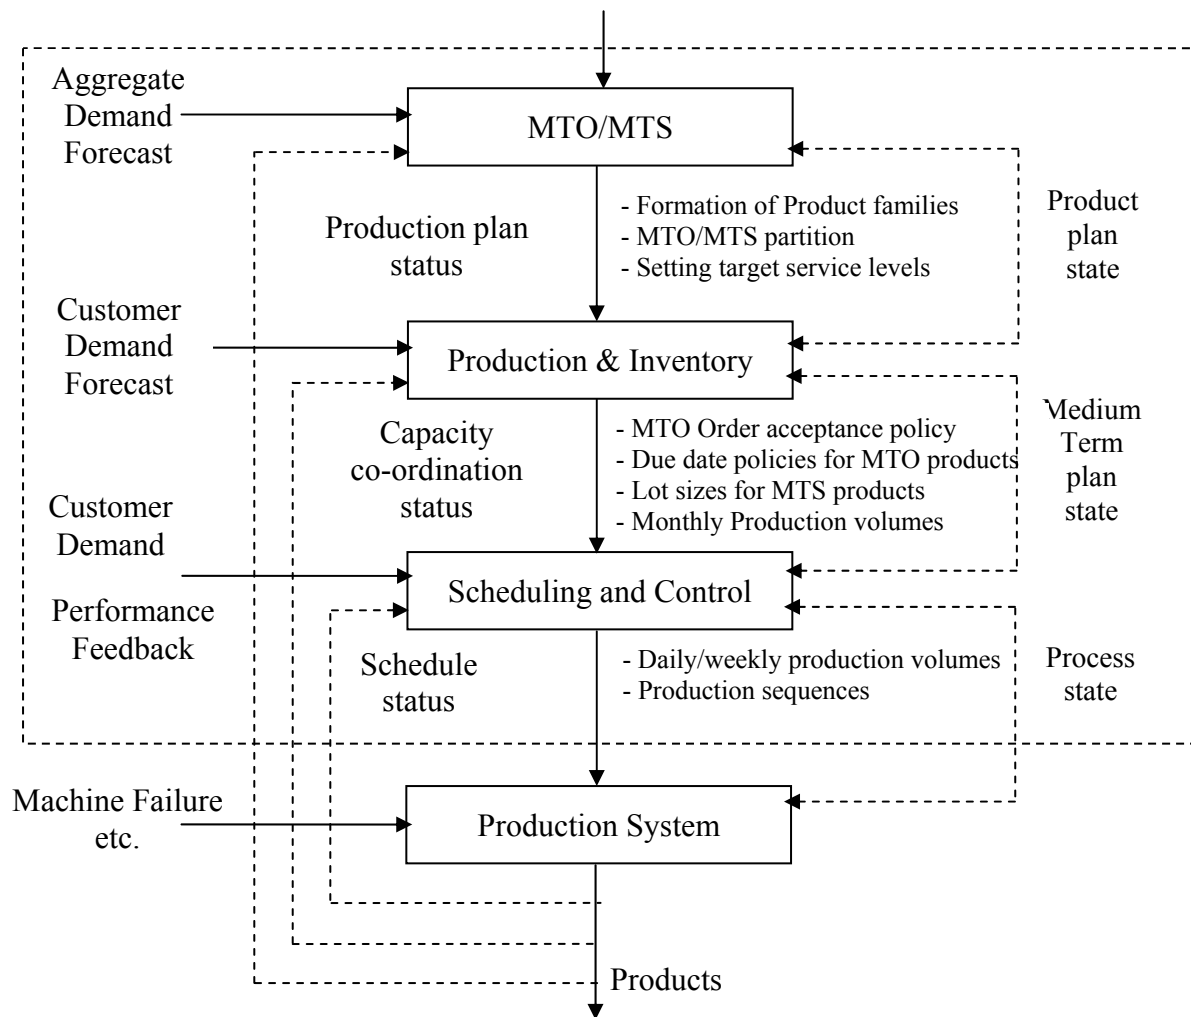 Aggregate
Demand
Forecast
MTO/MTS
Production plan
status
- Formation of Product families
- MTO/MTS partition
- Setting target service levels
Product
plan
state
Customer
Demand
Forecast
Production & Inventory
Capacity
co-ordination
status
- MTO Order acceptance policy
- Due date policies for MTO products
- Lot sizes for MTS products
- Monthly Production volumes
Medium
Term
plan
state
Customer
Demand
Scheduling and Control
Performance
Feedback
Schedule
status
- Daily/weekly production volumes
- Production sequences
Process
state
Machine Failure
etc.
Production System
Products